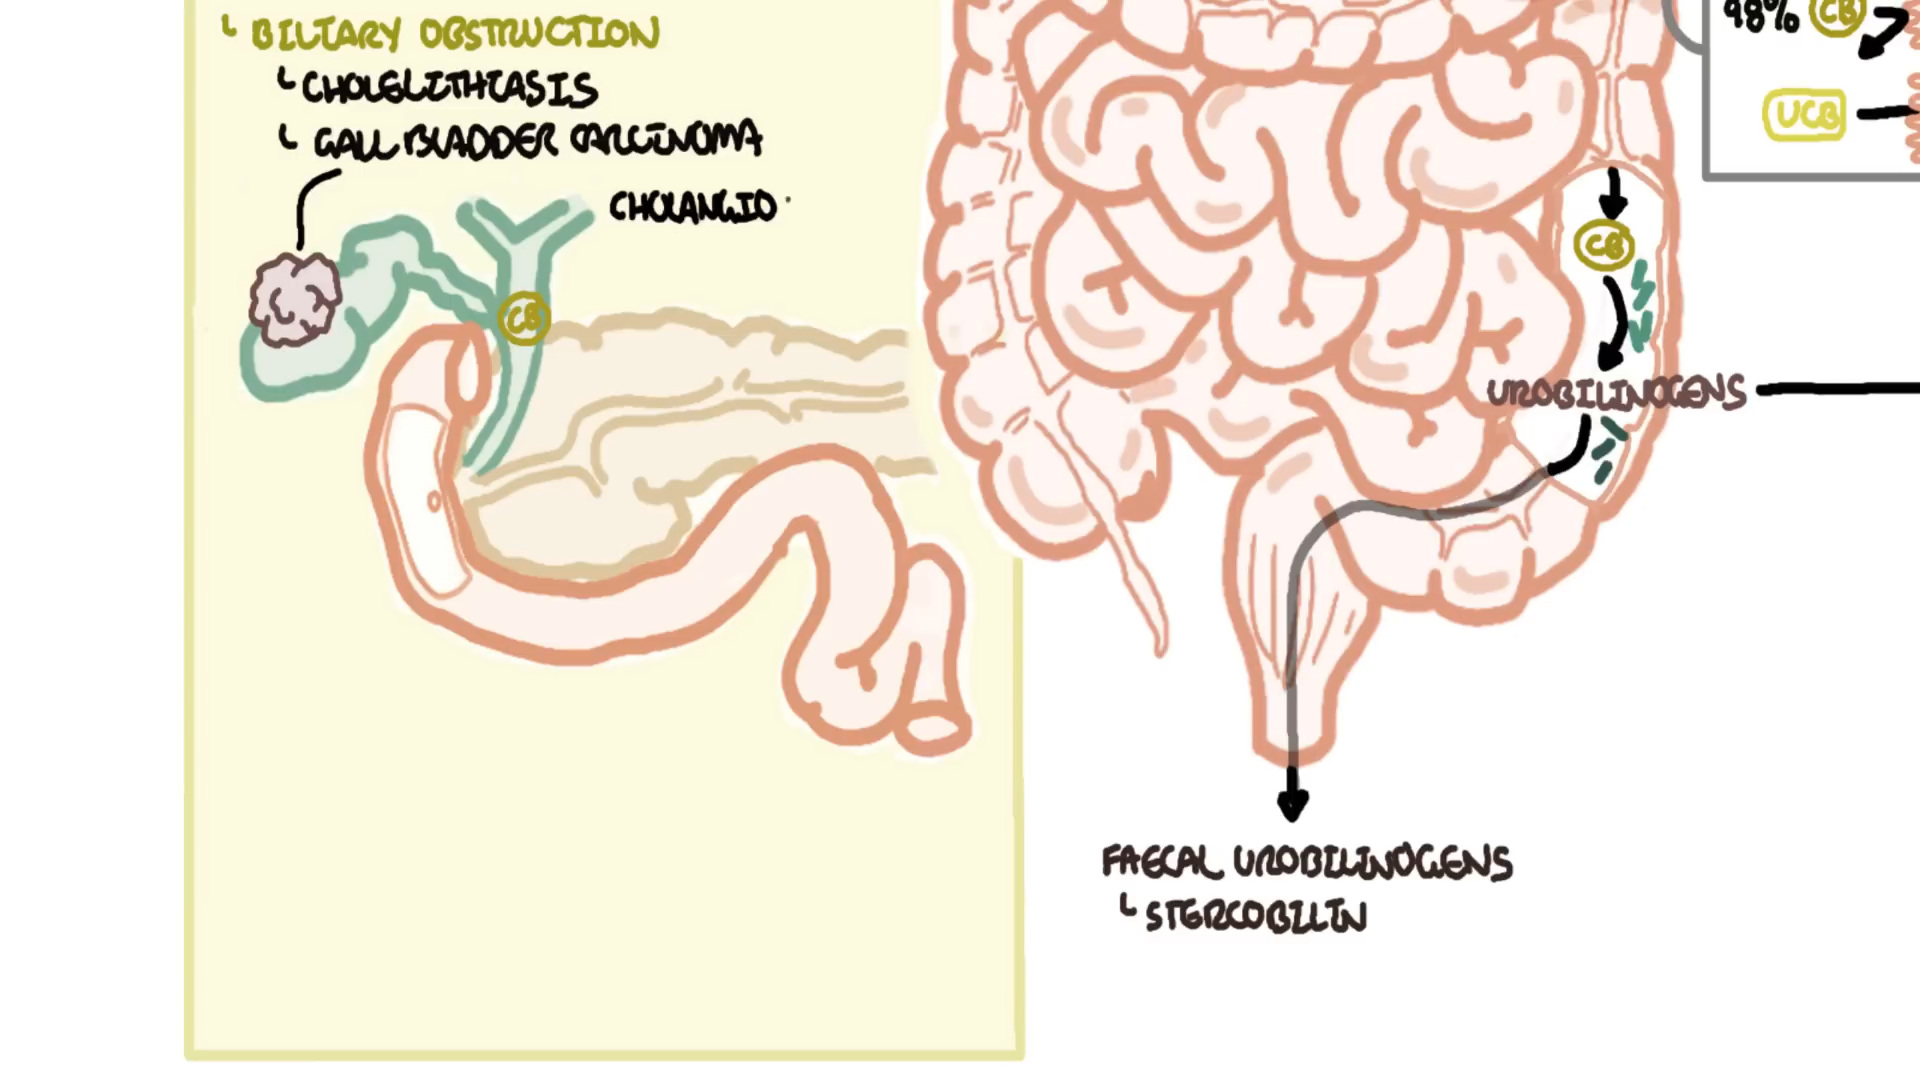 └ BILIARY OBSTRUCTION
└ CHOLELITHIASIS
└ GALL BLADDER CARCINOMA
CHOLANGIO
CB
98% CB
UCB
CB
UROBILINOGENS
FAECAL UROBILINOGENS
└ STERCOBILIN